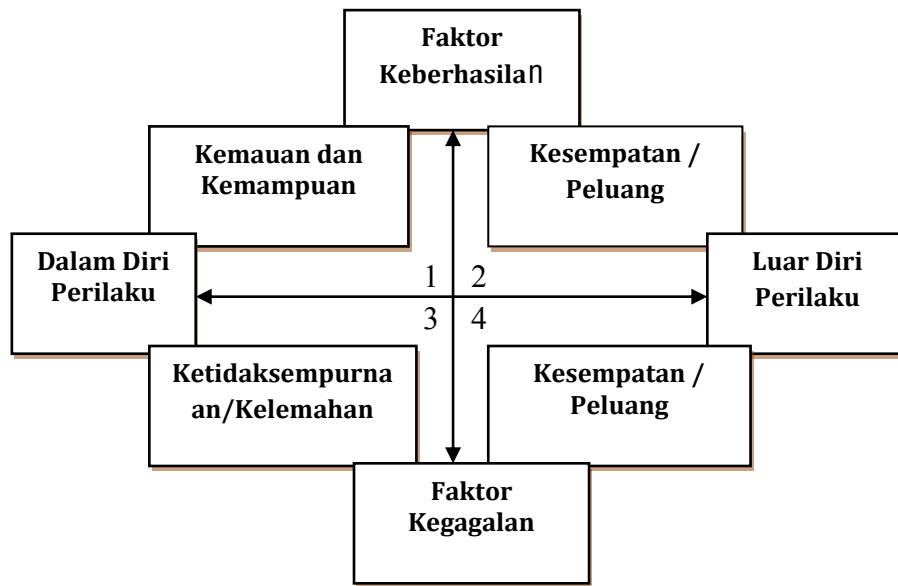 Faktor
Keberhasilan
Kemauan dan
Kemampuan
Kesempatan /
Peluang
Dalam Diri
Perilaku
1 2
Luar Diri
Perilaku
3 4
Ketidaksempurna
an/Kelemahan
Kesempatan /
Peluang
Faktor
Kegagalan